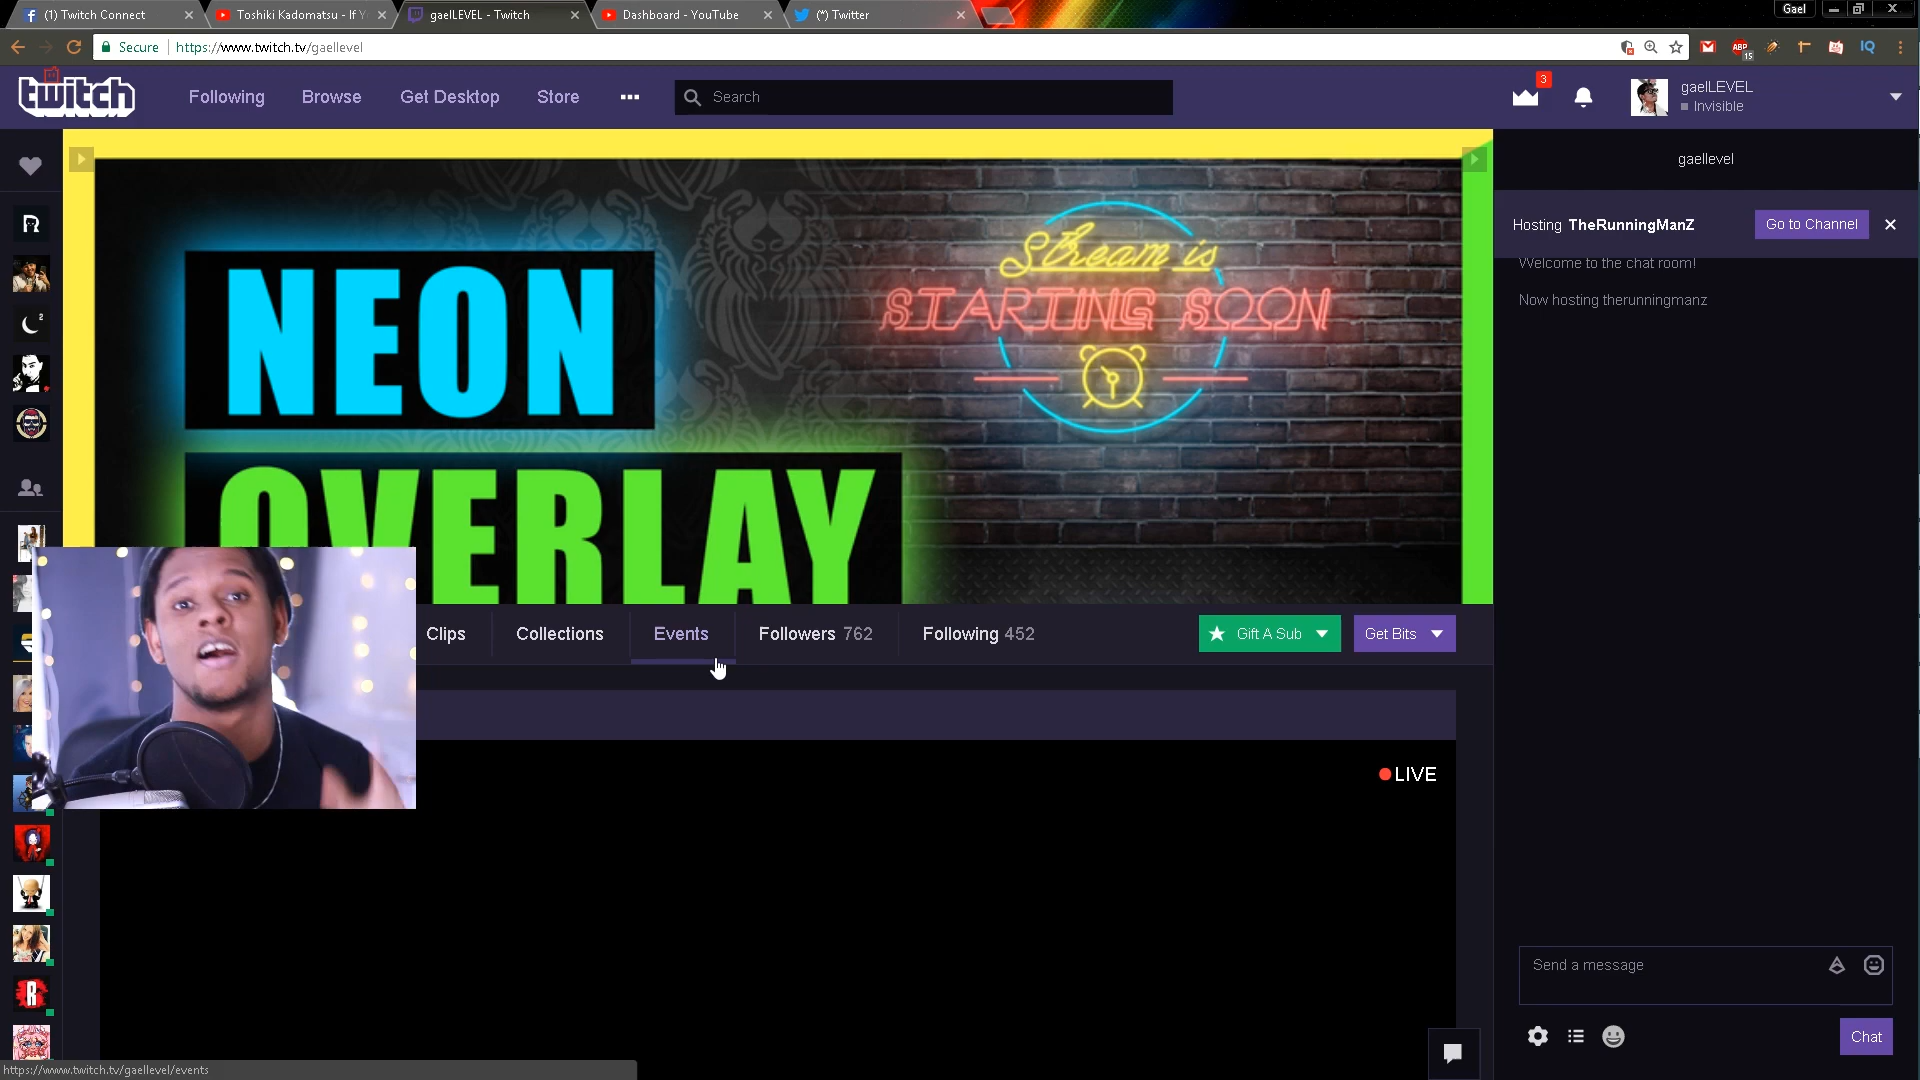 (1) Twitch Connect
Toshiki Kadomatsu - If Y
gaelLEVEL - Twitch
Dashboard - YouTube
(*) Twitter
Gael
Secure
https://www.twitch.tv/gaellevel
ABP
15
IQ
twitch
Following
Browse
Get Desktop
Store
Search
3
gaelLEVEL
Invisible
gaellevel
Hosting TheRunningManZ
Go to Channel
Welcome to the chat room!
Now hosting therunningmanz
NEON
OVERLAY
Stream is
STARTING SOON
Clips
Collections
Events
Followers 762
Following 452
Gift A Sub
Get Bits
LIVE
Send a message
Chat
https://www.twitch.tv/gaellevel/events